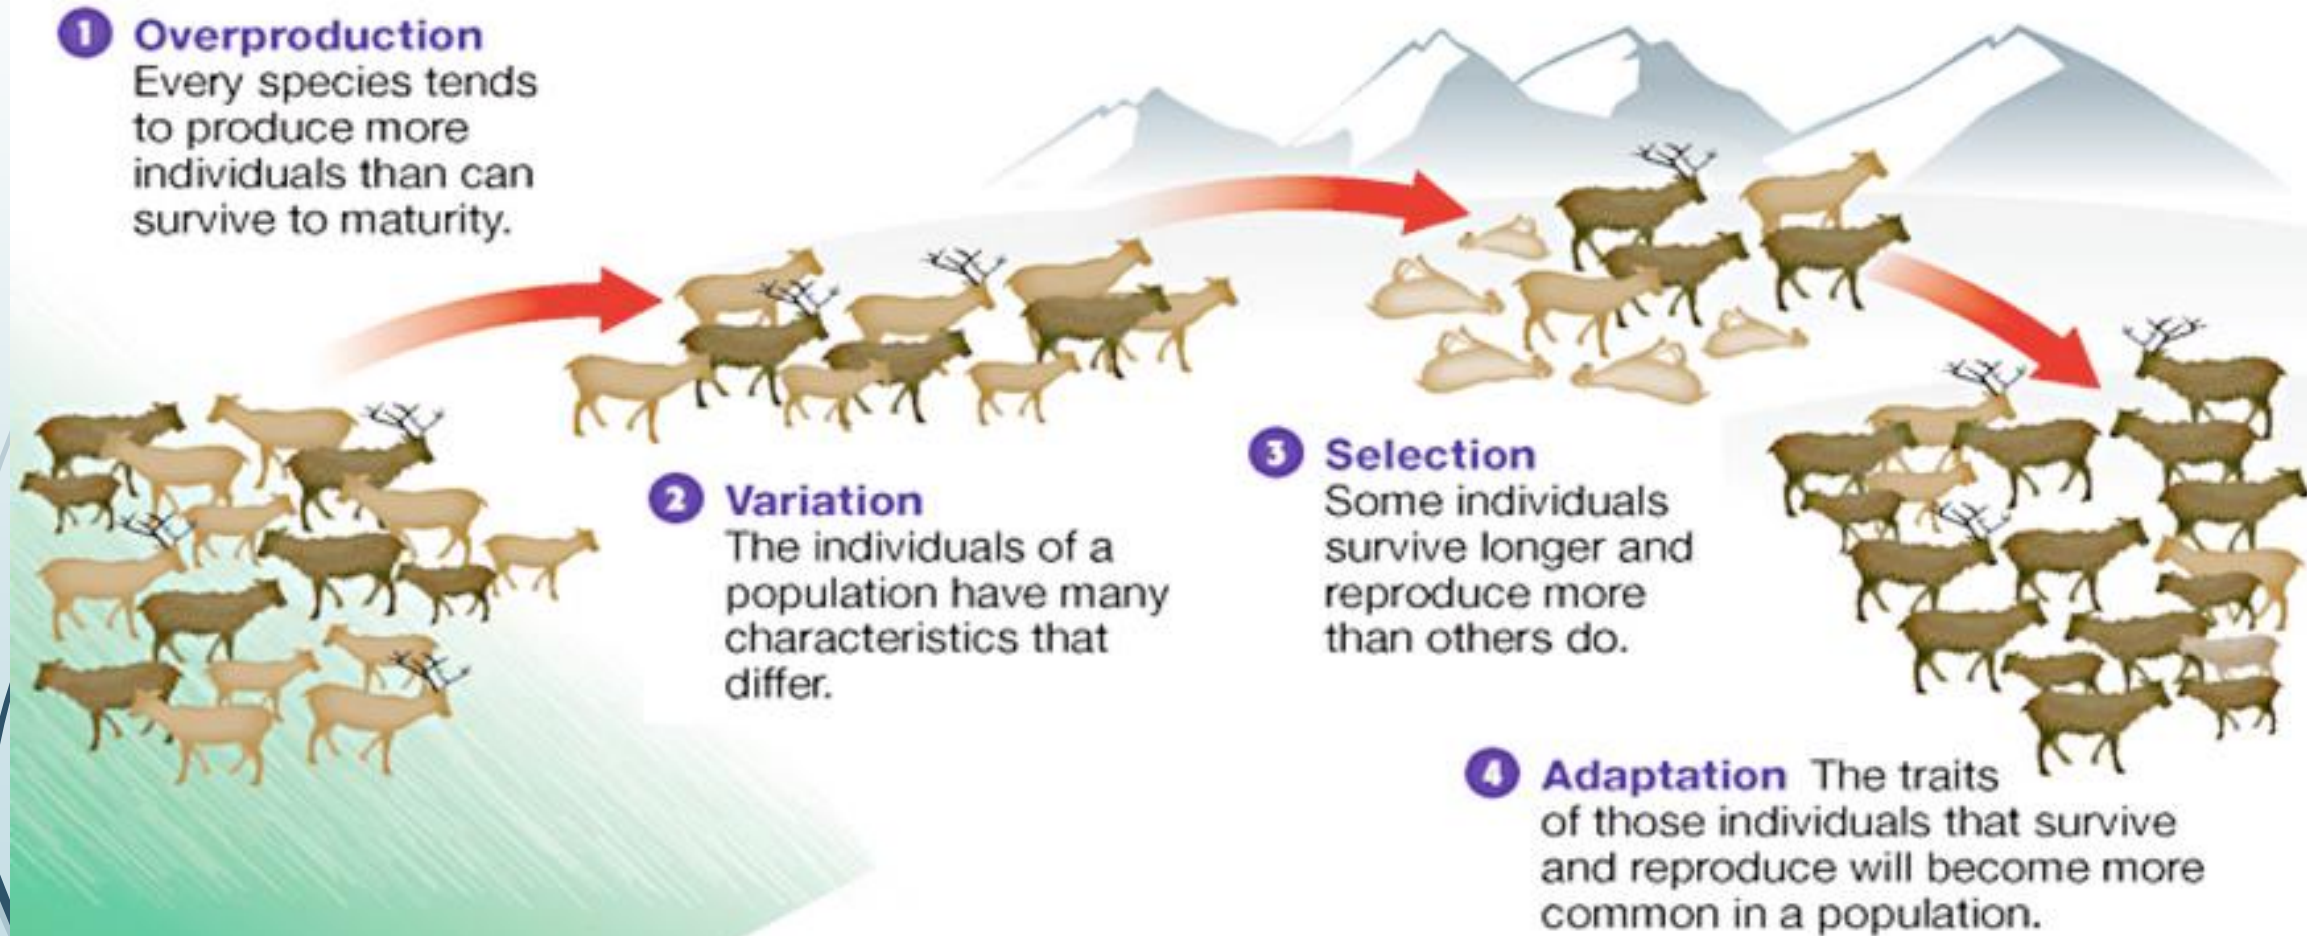 1 Overproduction
Every species tends
to produce more
individuals than can
survive to maturity.
2 Variation
The individuals of a
population have many
characteristics that
differ.
3 Selection
Some individuals
survive longer and
reproduce more
than others do.
4 Adaptation The traits
of those individuals that survive
and reproduce will become more
common in a population.